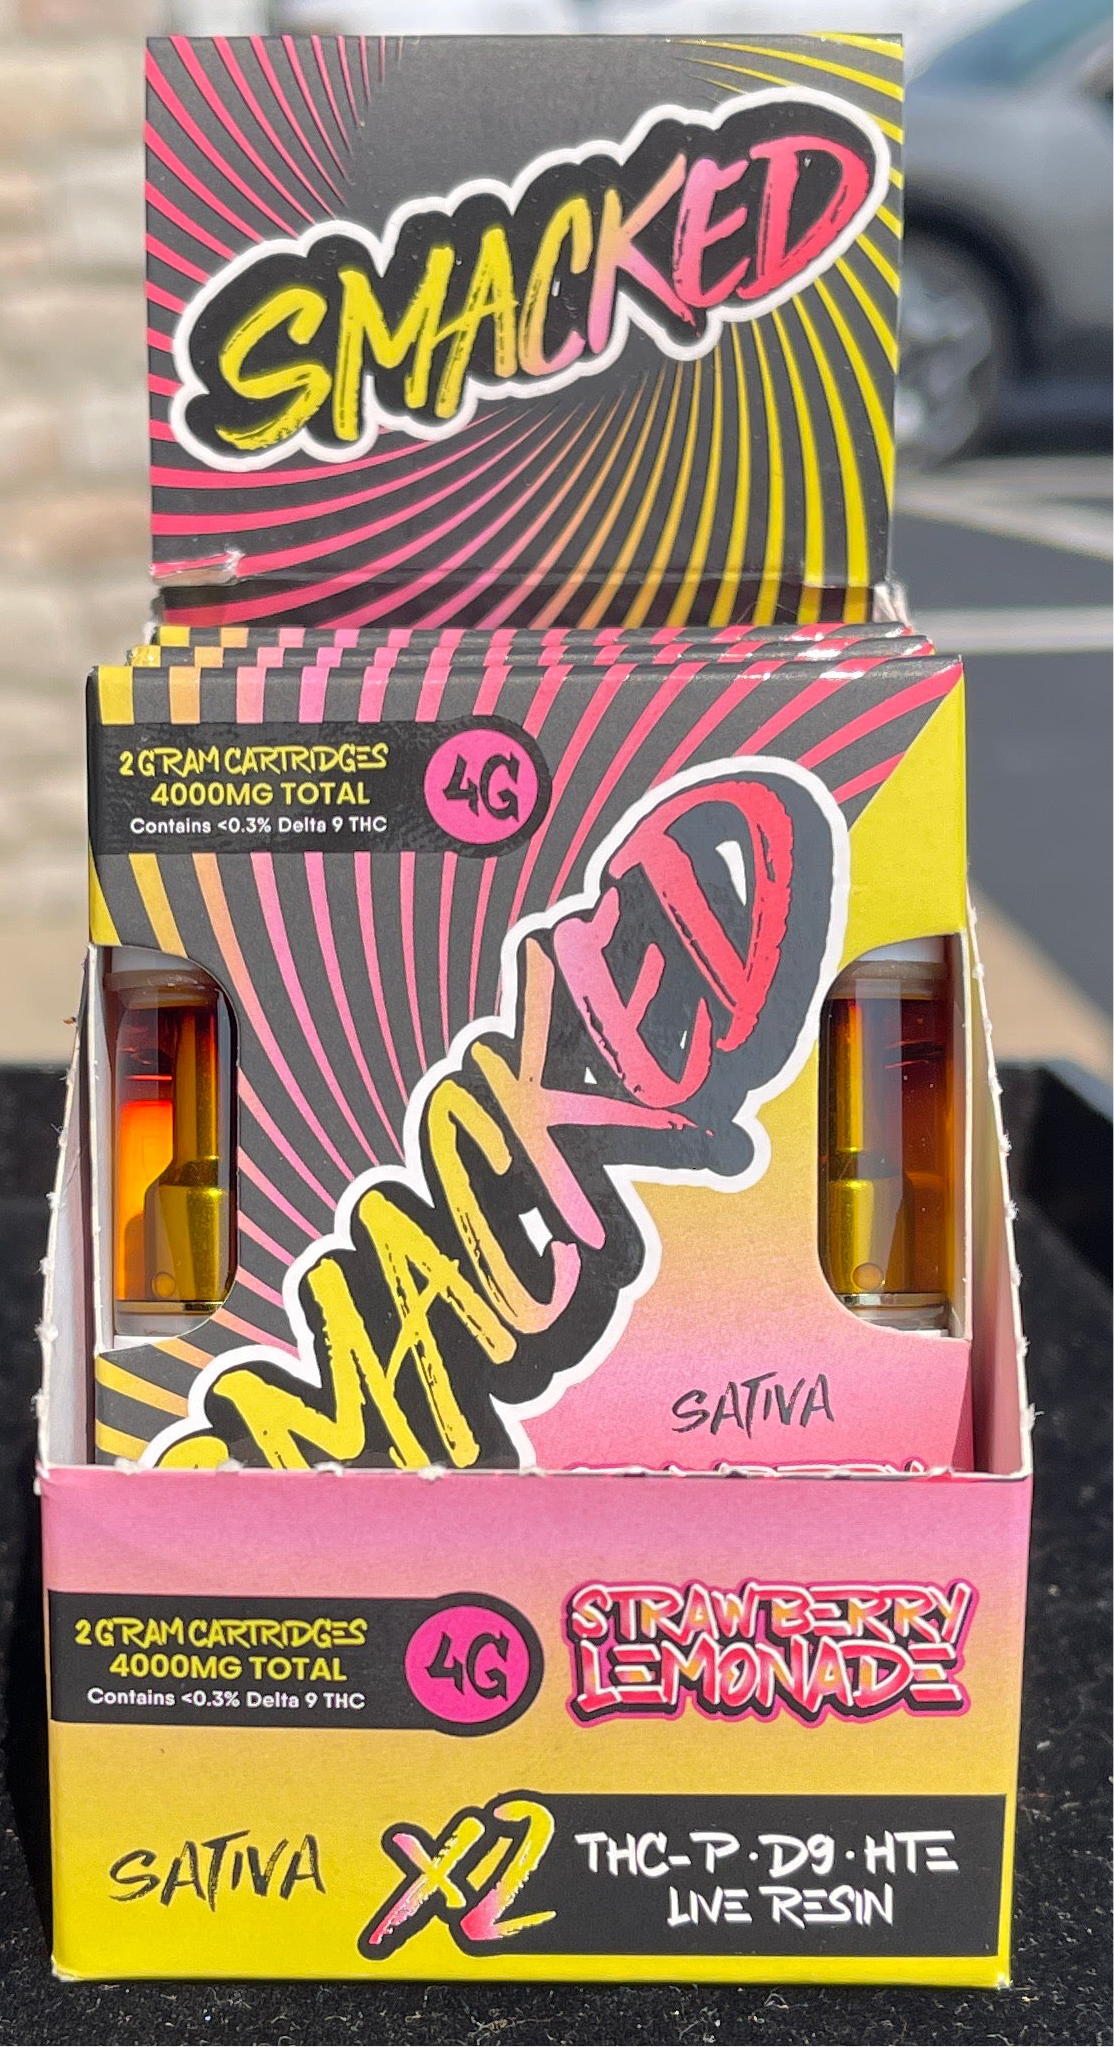 SMACKED
2 GRAM CARTRIDGES
4000MG TOTAL
Contains <0.3% Delta 9 THC
4G
SMACKED
SATIVA
2 GRAM CARTRIDGES
4000MG TOTAL
Contains <0.3% Delta 9 THC
4G
STRAWBERRY
LEMONADE
SATIVA
X2
THC-P · D9 · HTE
LIVE RESIN